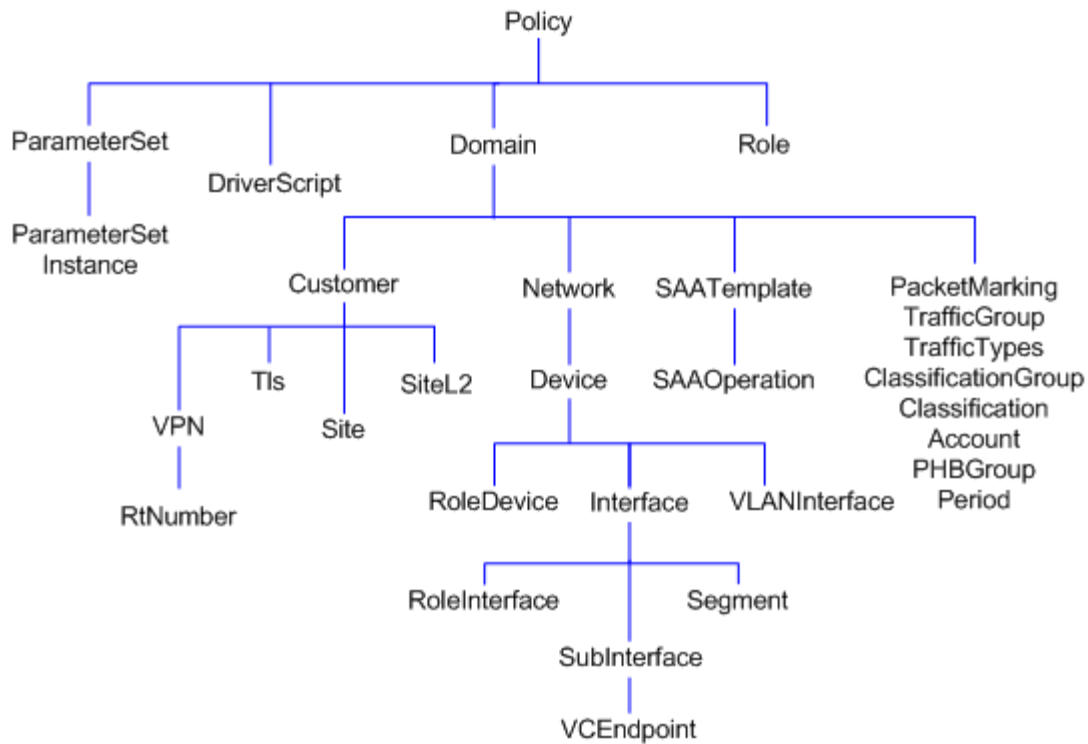 Policy
ParameterSet
Domain
Role
DriverScript
ParameterSet
Instance
Customer
Network
SAATemplate
PacketMarking
TrafficGroup
TrafficTypes
ClassificationGroup
Classification
Account
PHBGroup
Period
TIs
SiteL2
Device
SAAOperation
VPN
Site
RtNumber
RoleDevice
Interface
VLANInterface
RoleInterface
Segment
SubInterface
VCEndpoint